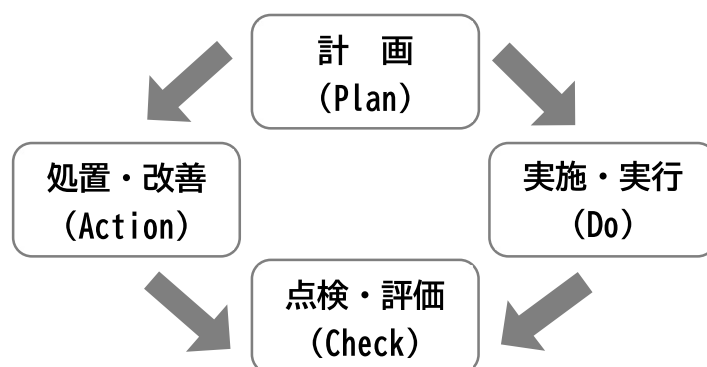 計　画
(Plan)
処置・改善
(Action)
実施・実行
(Do)
点検・評価
(Check)